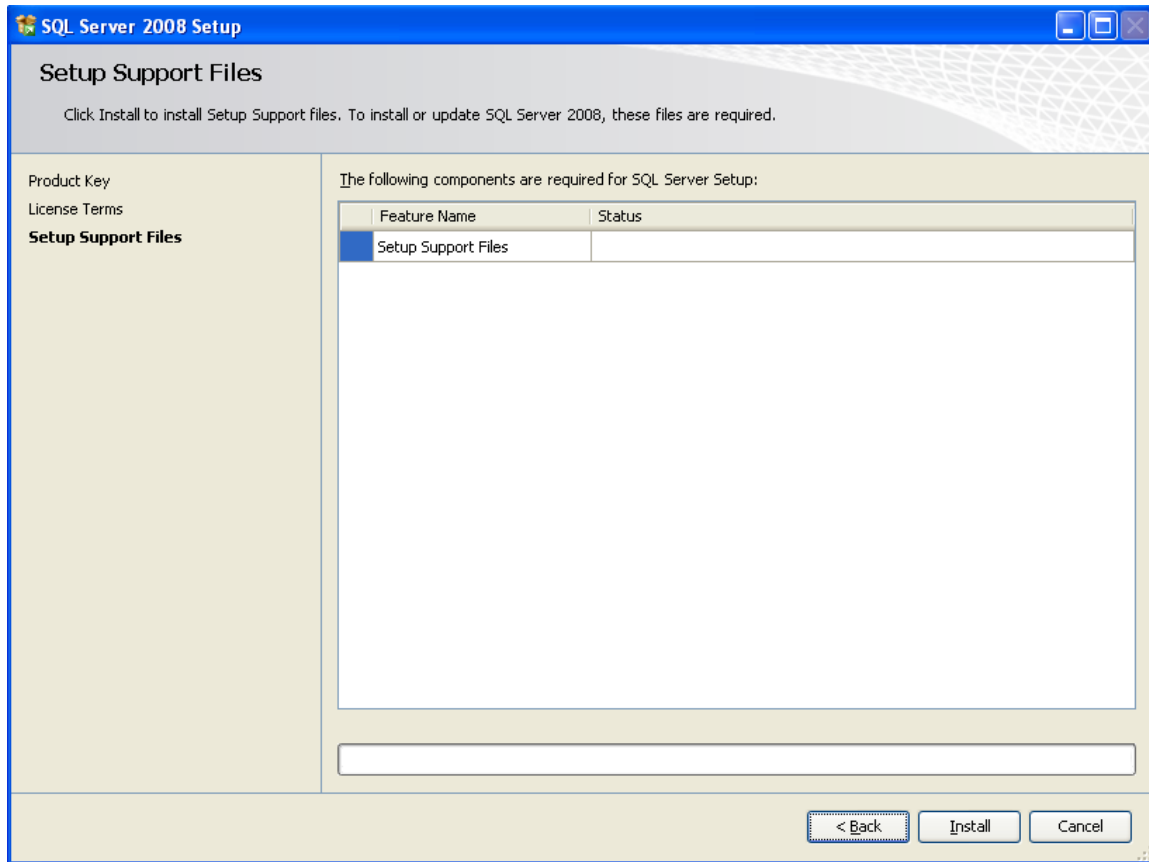 SQL Server 2008 Setup
Setup Support Files
Click Install to install Setup Support files. To install or update SQL Server 2008, these files are required.
Product Key
License Terms
Setup Support Files
The following components are required for SQL Server Setup:
Feature Name Status
Setup Support Files
< Back Install Cancel